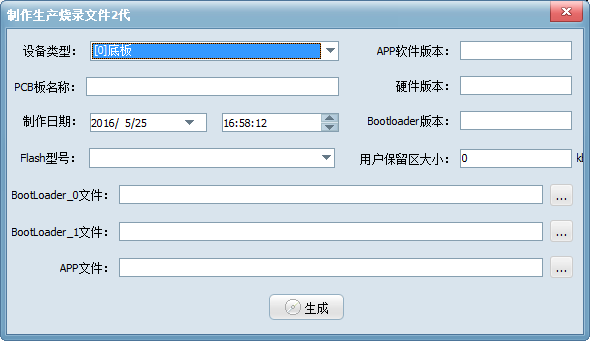 制作生产烧录文件2代
设备类型： [0]底板 APP软件版本：
PCB板名称： 硬件版本：
制作日期： 2016/ 5/25 16:58:12 Bootloader版本：
Flash型号： 用户保留区大小： 0
BootLoader_0文件： ...
BootLoader_1文件： ...
APP文件： ...
生成